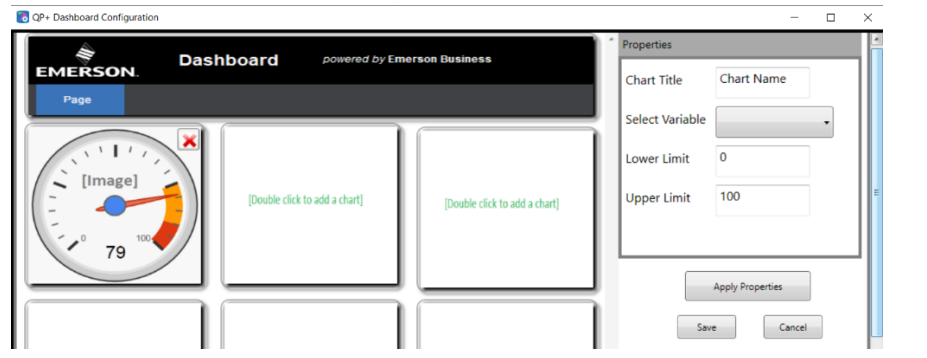 QP+ Dashboard Configuration
EMERSON.
Dashboard
powered by Emerson Business
Page
[Image]
0
100
79
[Double click to add a chart]
[Double click to add a chart]
Properties
Chart Title
Chart Name
Select Variable
Lower Limit
0
Upper Limit
100
Apply Properties
Save
Cancel